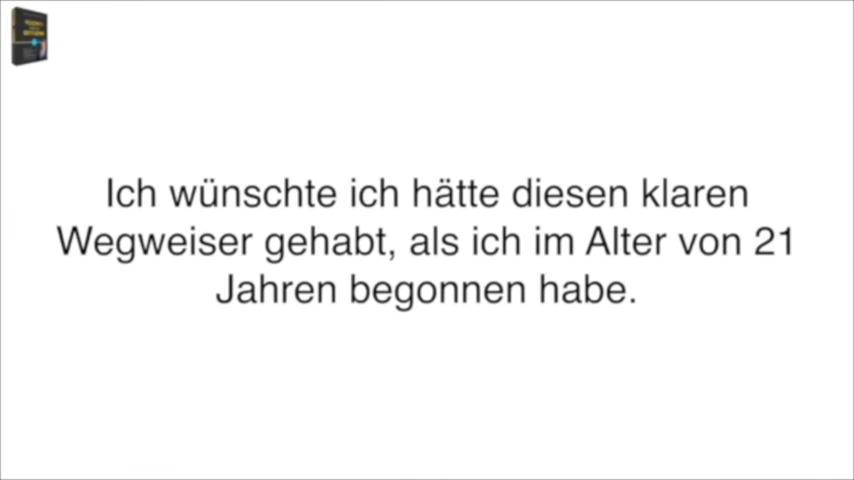 Ich wünschte ich hätte diesen klaren
Wegweiser gehabt, als ich im Alter von 21
Jahren begonnen habe.